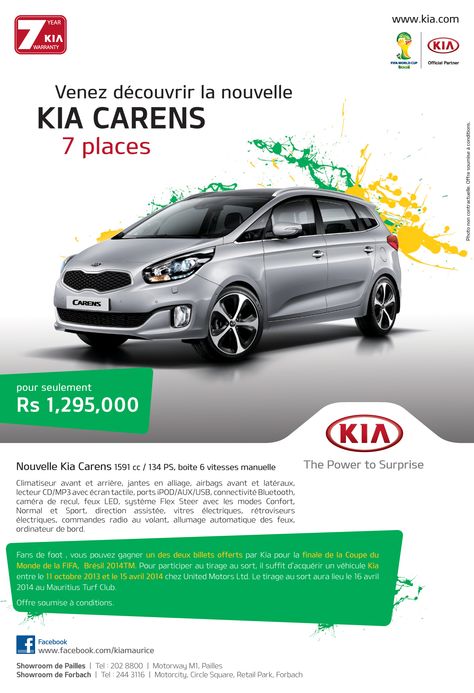 7
YEAR
KIA
WARRANTY
www.kia.com
FIFA WORLD CUP
Brasil
KIA
Official Partner
Venez découvrir la nouvelle
KIA CARENS
7 places
Photo non contractuelle. Offre soumise à conditions.
CARENS
pour seulement
Rs 1,295,000
KIA
The Power to Surprise
Nouvelle Kia Carens 1591 cc / 134 PS, boite 6 vitesses manuelle
Climatiseur avant et arrière, jantes en alliage, airbags avant et latéraux,
lecteur CD/MP3 avec écran tactile, ports iPOD/AUX/USB, connectivité Bluetooth,
caméra de recul, feux LED, système Flex Steer avec les modes Confort,
Normal et Sport, direction assistée, vitres électriques, rétroviseurs
électriques, commandes radio au volant, allumage automatique des feux,
ordinateur de bord.
Fans de foot , vous pouvez gagner un des deux billets offerts par Kia pour la finale de la Coupe du
Monde de la FIFA, Brésil 2014TM. Pour participer au tirage au sort, il suffit d'acquérir un véhicule Kia
entre le 11 octobre 2013 et le 15 avril 2014 chez United Motors Ltd. Le tirage au sort aura lieu le 16 avril
2014 au Mauritius Turf Club.
Offre soumise à conditions.
Facebook
www.facebook.com/kiamaurice
Showroom de Pailles | Tel : 202 8800 | Motorway M1, Pailles
Showroom de Forbach | Tel : 244 3116 | Motorcity, Circle Square, Retail Park, Forbach